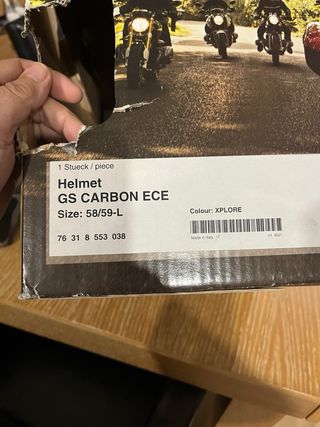 1 Stueck / piece
Helmet
GS CARBON ECE
Size: 58/59-L
Colour: XPLORE
76 31 8 553 038
Made in Italy